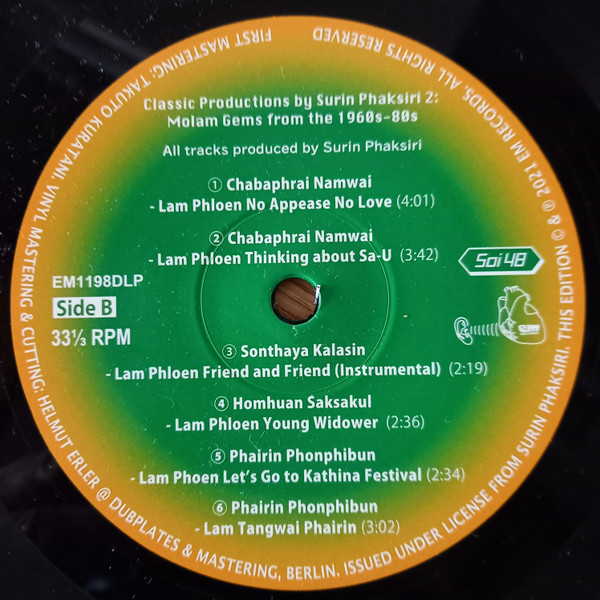 Classic Productions by Surin Phaksiri 2:
Molam Gems from the 1960s-80s
All tracks produced by Surin Phaksiri
① Chabaphrai Namwai
- Lam Phloen No Appease No Love (4:01)
② Chabaphrai Namwai
- Lam Phloen Thinking about Sa-U (3:42)
Soi48
EM1198DLP
Side B
33⅓ RPM
③ Sonthaya Kalasin
- Lam Phloen Friend and Friend (Instrumental) (2:19)
④ Homhuan Saksakul
- Lam Phloen Young Widower (2:36)
⑤ Phairin Phonphibun
- Lam Phoen Let's Go to Kathina Festival (2:34)
⑥ Phairin Phonphibun
- Lam Tangwai Phairin (3:02)
FIRST MASTERING: TAKUTO KURATANI. VINYL MASTERING & CUTTING: HELMUT ERLER @ DUBPLATES & MASTERING, BERLIN. ISSUED UNDER LICENSE FROM SURIN PHAKSIRI. THIS EDITION © & ℗ 2021 EM RECORDS, ALL RIGHTS RESERVED